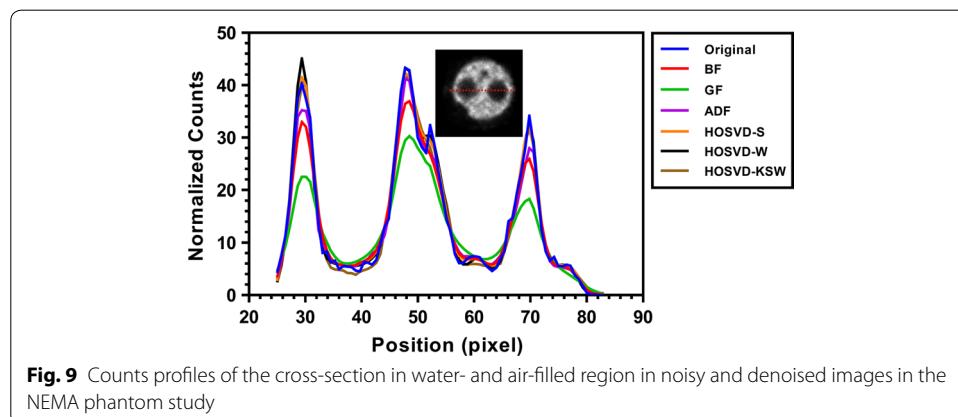 50
40
30
20
10
0
Normalized Counts
20 30 40 50 60 70 80 90
Position (pixel)
Original
BF
GF
ADF
HOSVD-S
HOSVD-W
HOSVD-KSW
Fig. 9 Counts profiles of the cross-section in water- and air-filled region in noisy and denoised images in the
NEMA phantom study